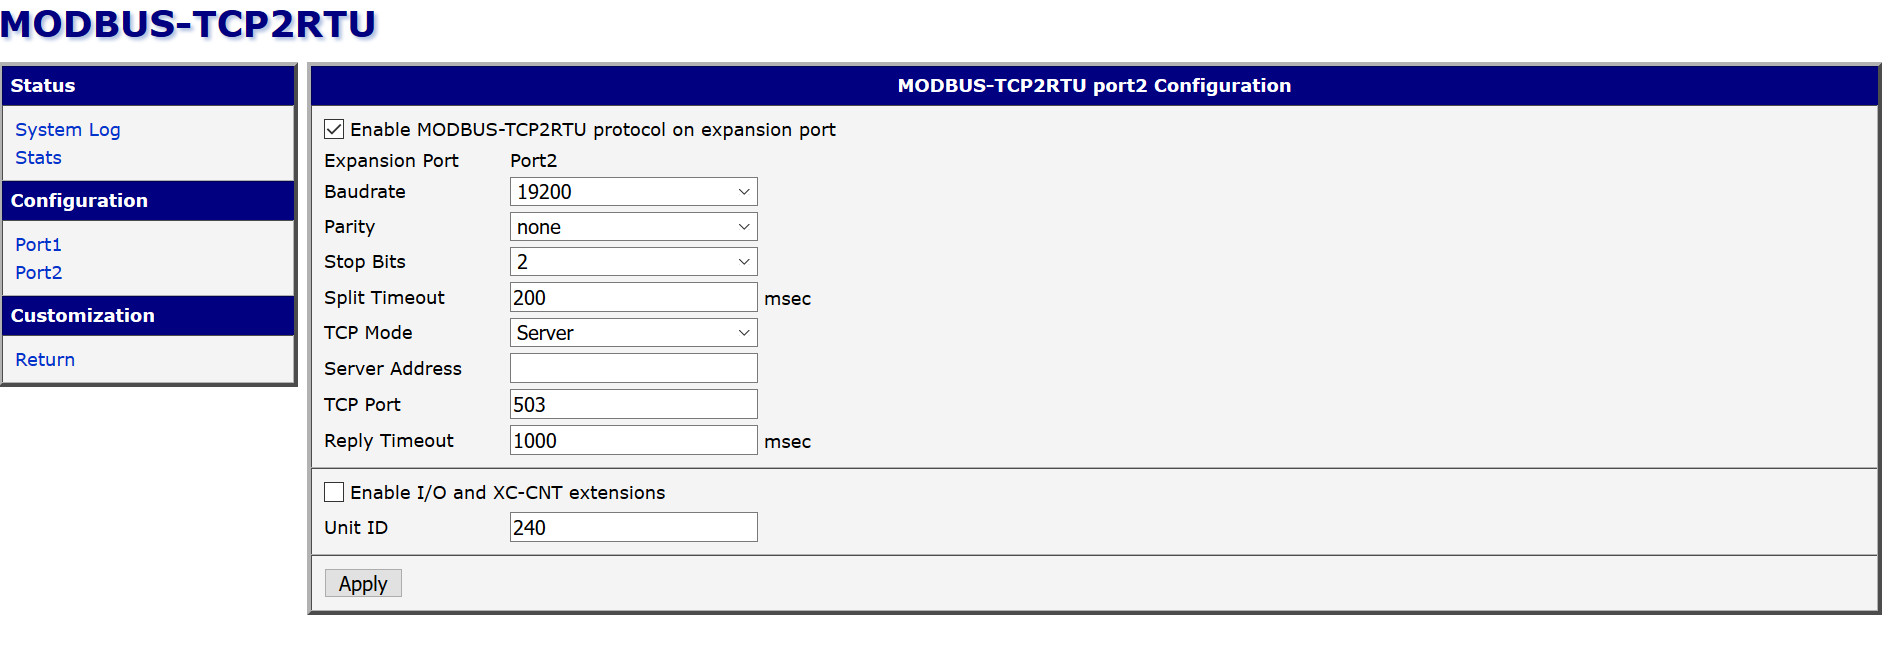 MODBUS-TCP2RTU
Status
System Log
Stats
Configuration
Port1
Port2
Customization
Return
MODBUS-TCP2RTU port2 Configuration
Enable MODBUS-TCP2RTU protocol on expansion port
Expansion Port Port2
Baudrate 19200
Parity none
Stop Bits 2
Split Timeout 200 msec
TCP Mode Server
Server Address
TCP Port 503
Reply Timeout 1000 msec
Enable I/O and XC-CNT extensions
Unit ID 240
Apply